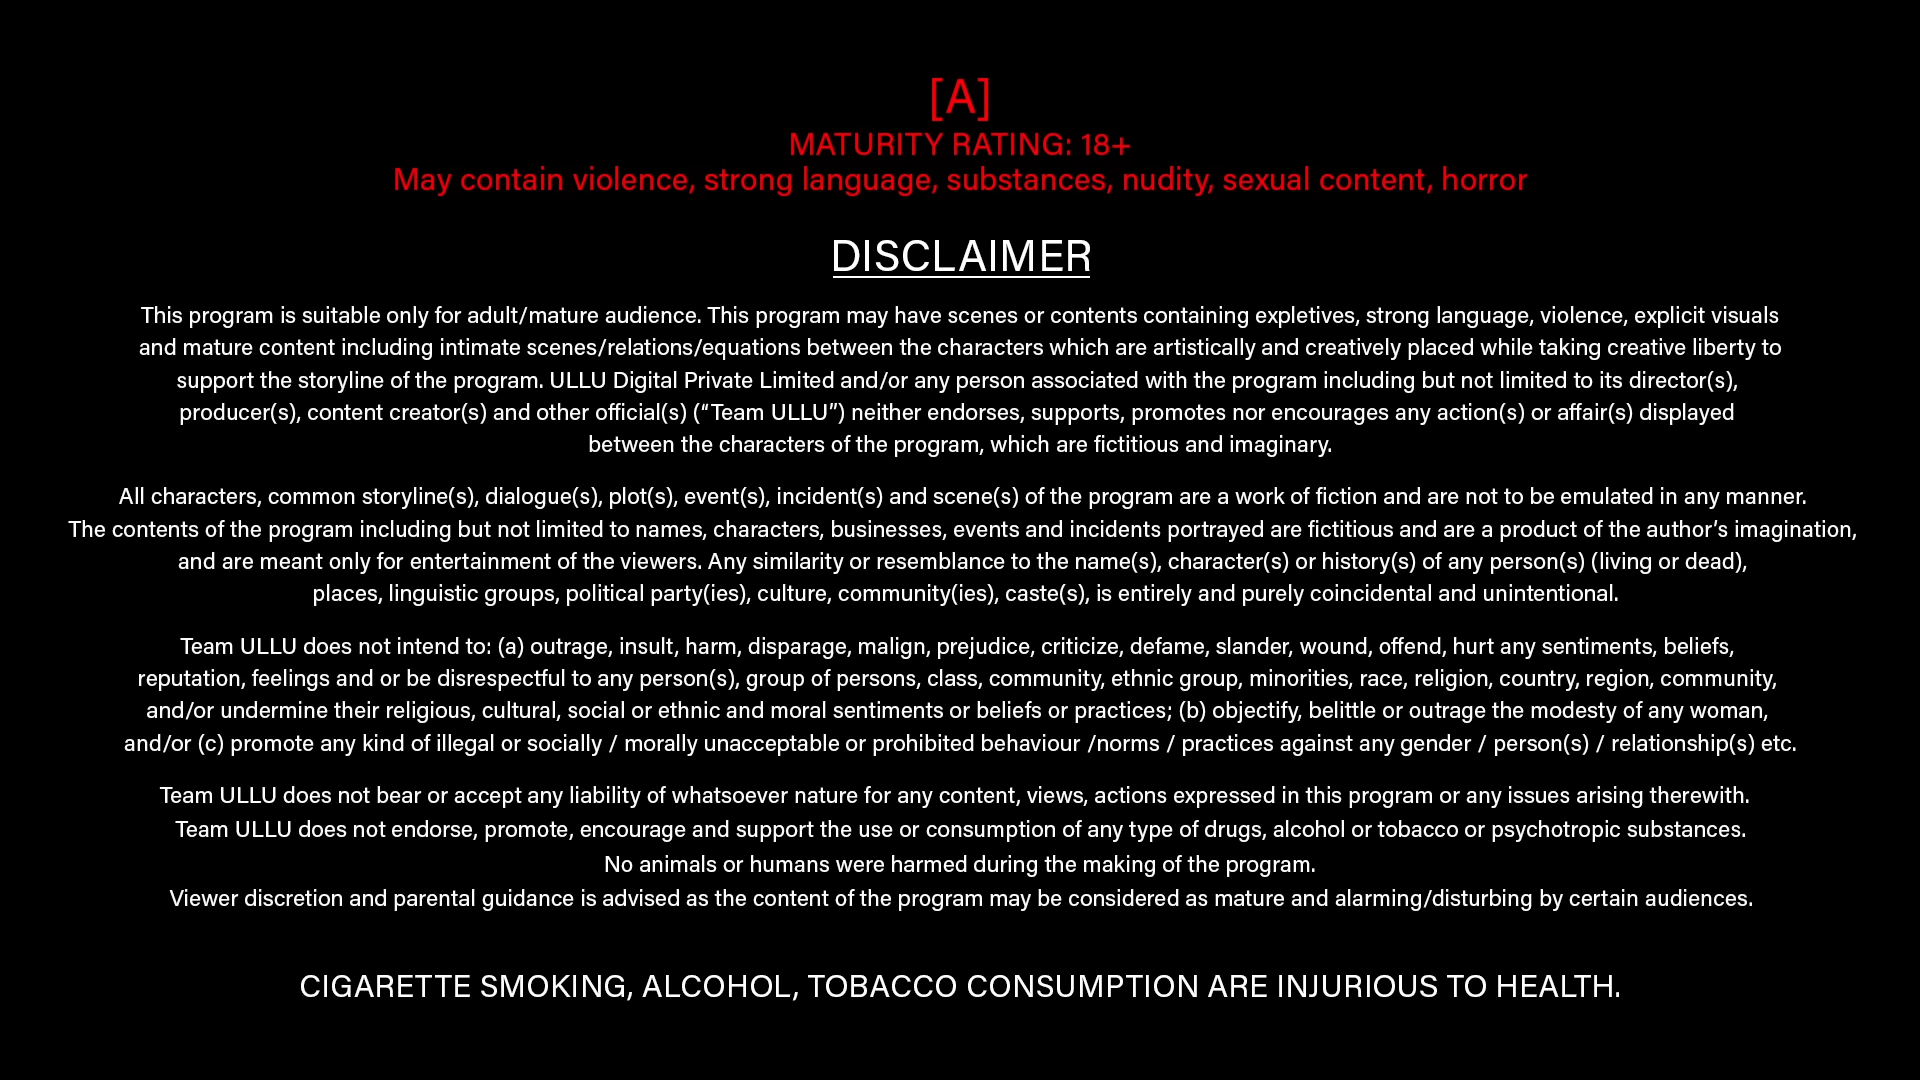 [A]
MATURITY RATING: 18+
May contain violence, strong language, substances, nudity, sexual content, horror
DISCLAIMER
This program is suitable only for adult/mature audience. This program may have scenes or contents containing expletives, strong language, violence, explicit visuals
and mature content including intimate scenes/relations/equations between the characters which are artistically and creatively placed while taking creative liberty to
support the storyline of the program. ULLU Digital Private Limited and/or any person associated with the program including but not limited to its director(s),
producer(s), content creator(s) and other official(s) (“Team ULLU”) neither endorses, supports, promotes nor encourages any action(s) or affair(s) displayed
between the characters of the program, which are fictitious and imaginary.
All characters, common storyline(s), dialogue(s), plot(s), event(s), incident(s) and scene(s) of the program are a work of fiction and are not to be emulated in any manner.
The contents of the program including but not limited to names, characters, businesses, events and incidents portrayed are fictitious and are a product of the author’s imagination,
and are meant only for entertainment of the viewers. Any similarity or resemblance to the name(s), character(s) or history(s) of any person(s) (living or dead),
places, linguistic groups, political party(ies), culture, community(ies), caste(s), is entirely and purely coincidental and unintentional.
Team ULLU does not intend to: (a) outrage, insult, harm, disparage, malign, prejudice, criticize, defame, slander, wound, offend, hurt any sentiments, beliefs,
reputation, feelings and or be disrespectful to any person(s), group of persons, class, community, ethnic group, minorities, race, religion, country, region, community,
and/or undermine their religious, cultural, social or ethnic and moral sentiments or beliefs or practices; (b) objectify, belittle or outrage the modesty of any woman,
and/or (c) promote any kind of illegal or socially / morally unacceptable or prohibited behaviour /norms / practices against any gender / person(s) / relationship(s) etc.
Team ULLU does not bear or accept any liability of whatsoever nature for any content, views, actions expressed in this program or any issues arising therewith.
Team ULLU does not endorse, promote, encourage and support the use or consumption of any type of drugs, alcohol or tobacco or psychotropic substances.
No animals or humans were harmed during the making of the program.
Viewer discretion and parental guidance is advised as the content of the program may be considered as mature and alarming/disturbing by certain audiences.
CIGARETTE SMOKING, ALCOHOL, TOBACCO CONSUMPTION ARE INJURIOUS TO HEALTH.